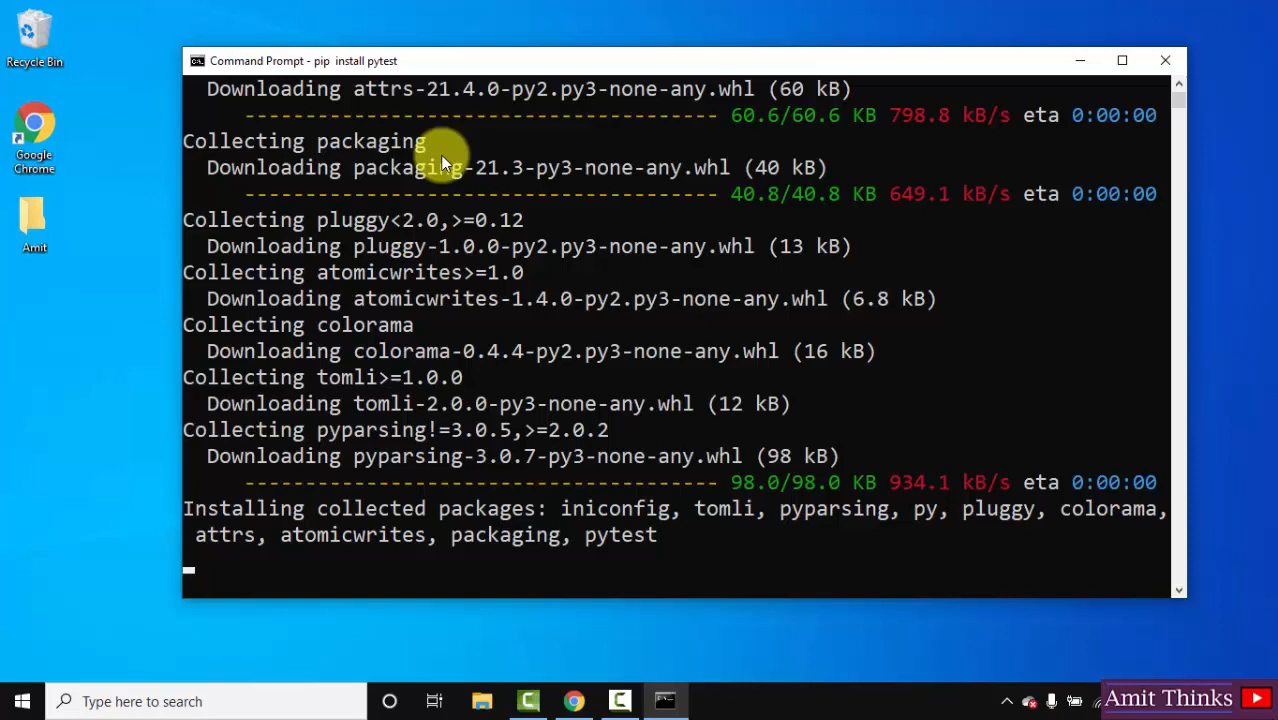 Recycle Bin
Google
Chrome
Amit
Command Prompt - pip install pytest
Downloading attrs-21.4.0-py2.py3-none-any.whl (60 kB)
---------------------------------------- 60.6/60.6 KB 798.8 kB/s eta 0:00:00
Collecting packaging
Downloading packaging-21.3-py3-none-any.whl (40 kB)
---------------------------------------- 40.8/40.8 KB 649.1 kB/s eta 0:00:00
Collecting pluggy<2.0,>=0.12
Downloading pluggy-1.0.0-py2.py3-none-any.whl (13 kB)
Collecting atomicwrites>=1.0
Downloading atomicwrites-1.4.0-py2.py3-none-any.whl (6.8 kB)
Collecting colorama
Downloading colorama-0.4.4-py2.py3-none-any.whl (16 kB)
Collecting tomli>=1.0.0
Downloading tomli-2.0.0-py3-none-any.whl (12 kB)
Collecting pyparsing!=3.0.5,>=2.0.2
Downloading pyparsing-3.0.7-py3-none-any.whl (98 kB)
---------------------------------------- 98.0/98.0 KB 934.1 kB/s eta 0:00:00
Installing collected packages: iniconfig, tomli, pyparsing, py, pluggy, colorama,
attrs, atomicwrites, packaging, pytest
Type here to search
Amit Thinks